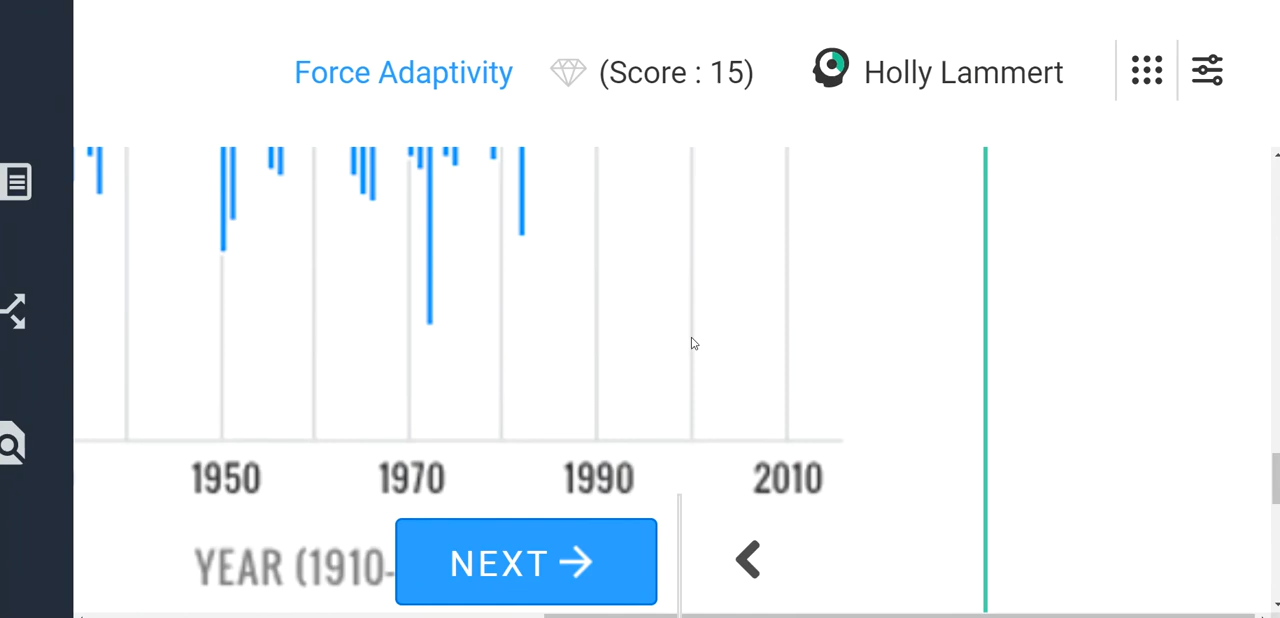 Force Adaptivity (Score : 15) Holly Lammert
1950 1970 1990 2010
YEAR (1910-
NEXT